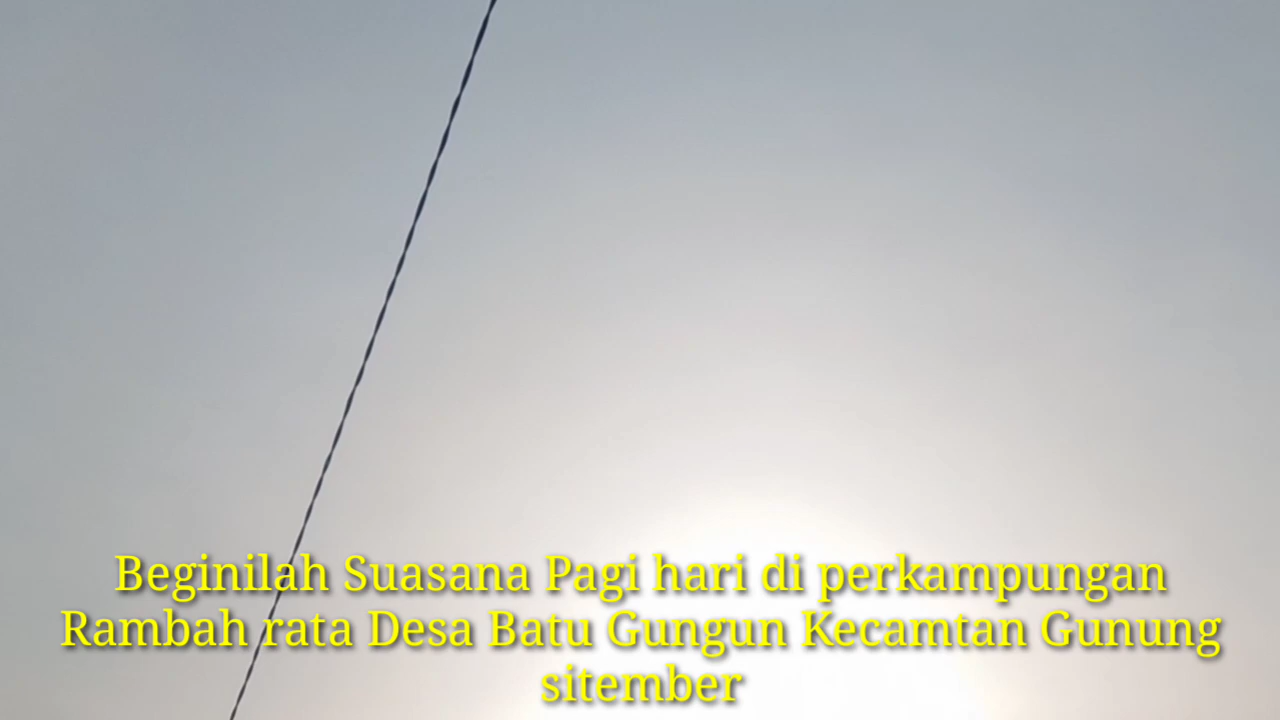 Beginilah Suasana Pagi hari di perkampungan
Rambah rata Desa Batu Gungun Kecamtan Gunung
sitember